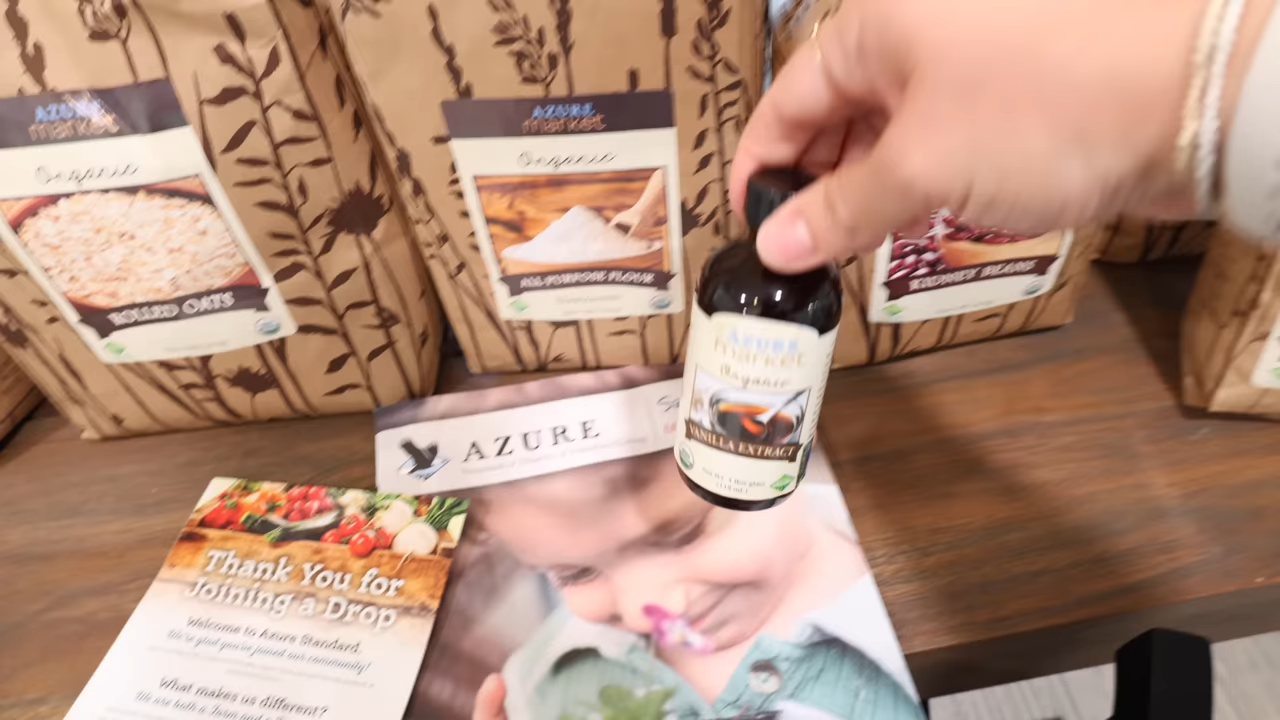 AZURE
market
Organic
ROLLED OATS
AZURE
market
Organic
ALL-PURPOSE FLOUR
KIDNEY BEANS
AZURE
market
Organic
VANILLA EXTRACT
AZURE
Thank You for
Joining a Drop
Welcome to Azure Standard.
We're glad you've joined our community!
What makes us different?